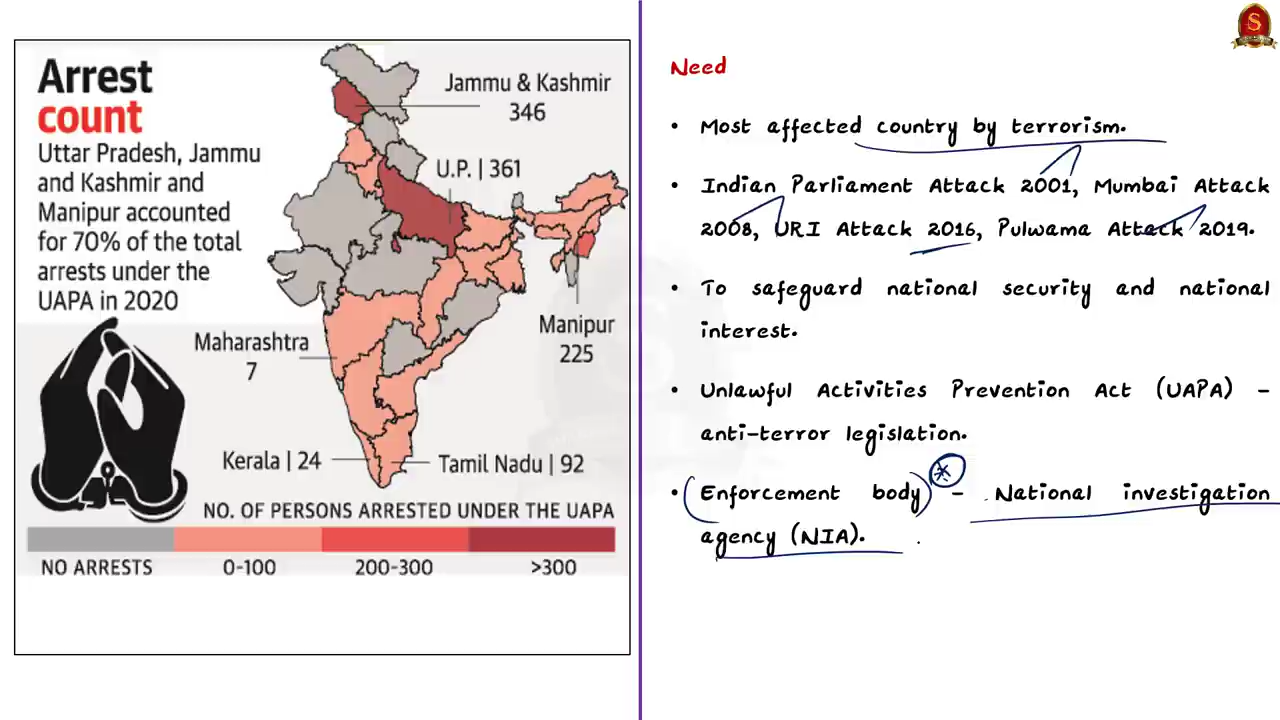 Arrest
count
Uttar Pradesh, Jammu
and Kashmir and
Manipur accounted
for 70% of the total
arrests under the
UAPA in 2020
Jammu & Kashmir
346
U.P. | 361
Manipur
225
Maharashtra
7
Kerala | 24
Tamil Nadu | 92
NO. OF PERSONS ARRESTED UNDER THE UAPA
NO ARRESTS 0-100 200-300 >300
S
Need
• Most affected country by terrorism.
• Indian Parliament Attack 2001, Mumbai Attack
2008, URI Attack 2016, Pulwama Attack 2019.
• To safeguard national security and national
interest.
• Unlawful Activities Prevention Act (UAPA) -
anti-terror legislation.
• (Enforcement body)* - National investigation
agency (NIA).